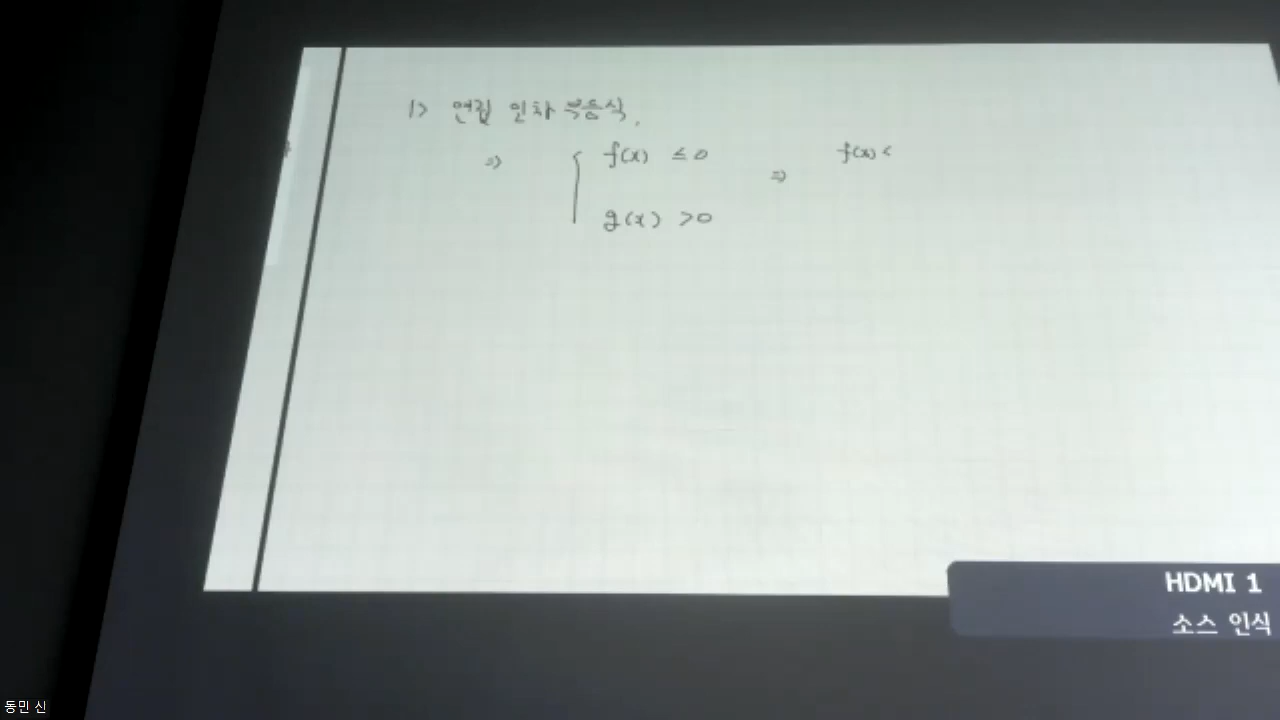 1> 연립 일차 부등식.
⇒ { f(x) ≤ 0 ⇒ f(x) <
g(x) > 0
HDMI 1
소스 인식
동민 신